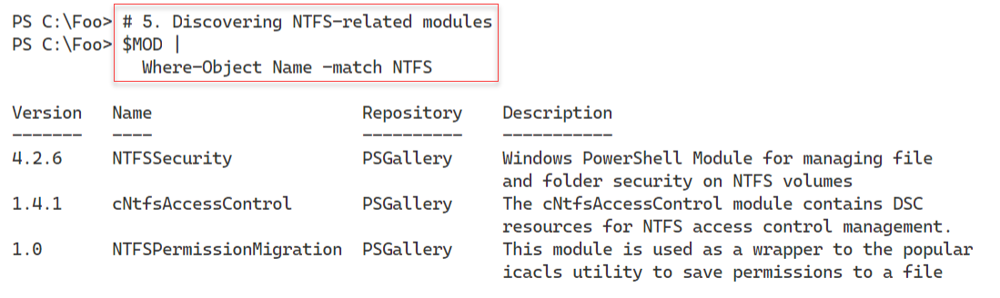 PS C:\Foo> # 5. Discovering NTFS-related modules
PS C:\Foo> $MOD |
             Where-Object Name -match NTFS

Version   Name                     Repository    Description
-------   ----                     ----------    -----------
4.2.6     NTFSSecurity             PSGallery     Windows PowerShell Module for managing file
                                                 and folder security on NTFS volumes
1.4.1     cNtfsAccessControl       PSGallery     The cNtfsAccessControl module contains DSC
                                                 resources for NTFS access control management.
1.0       NTFSPermissionMigration  PSGallery     This module is used as a wrapper to the popular
                                                 icacls utility to save permissions to a file